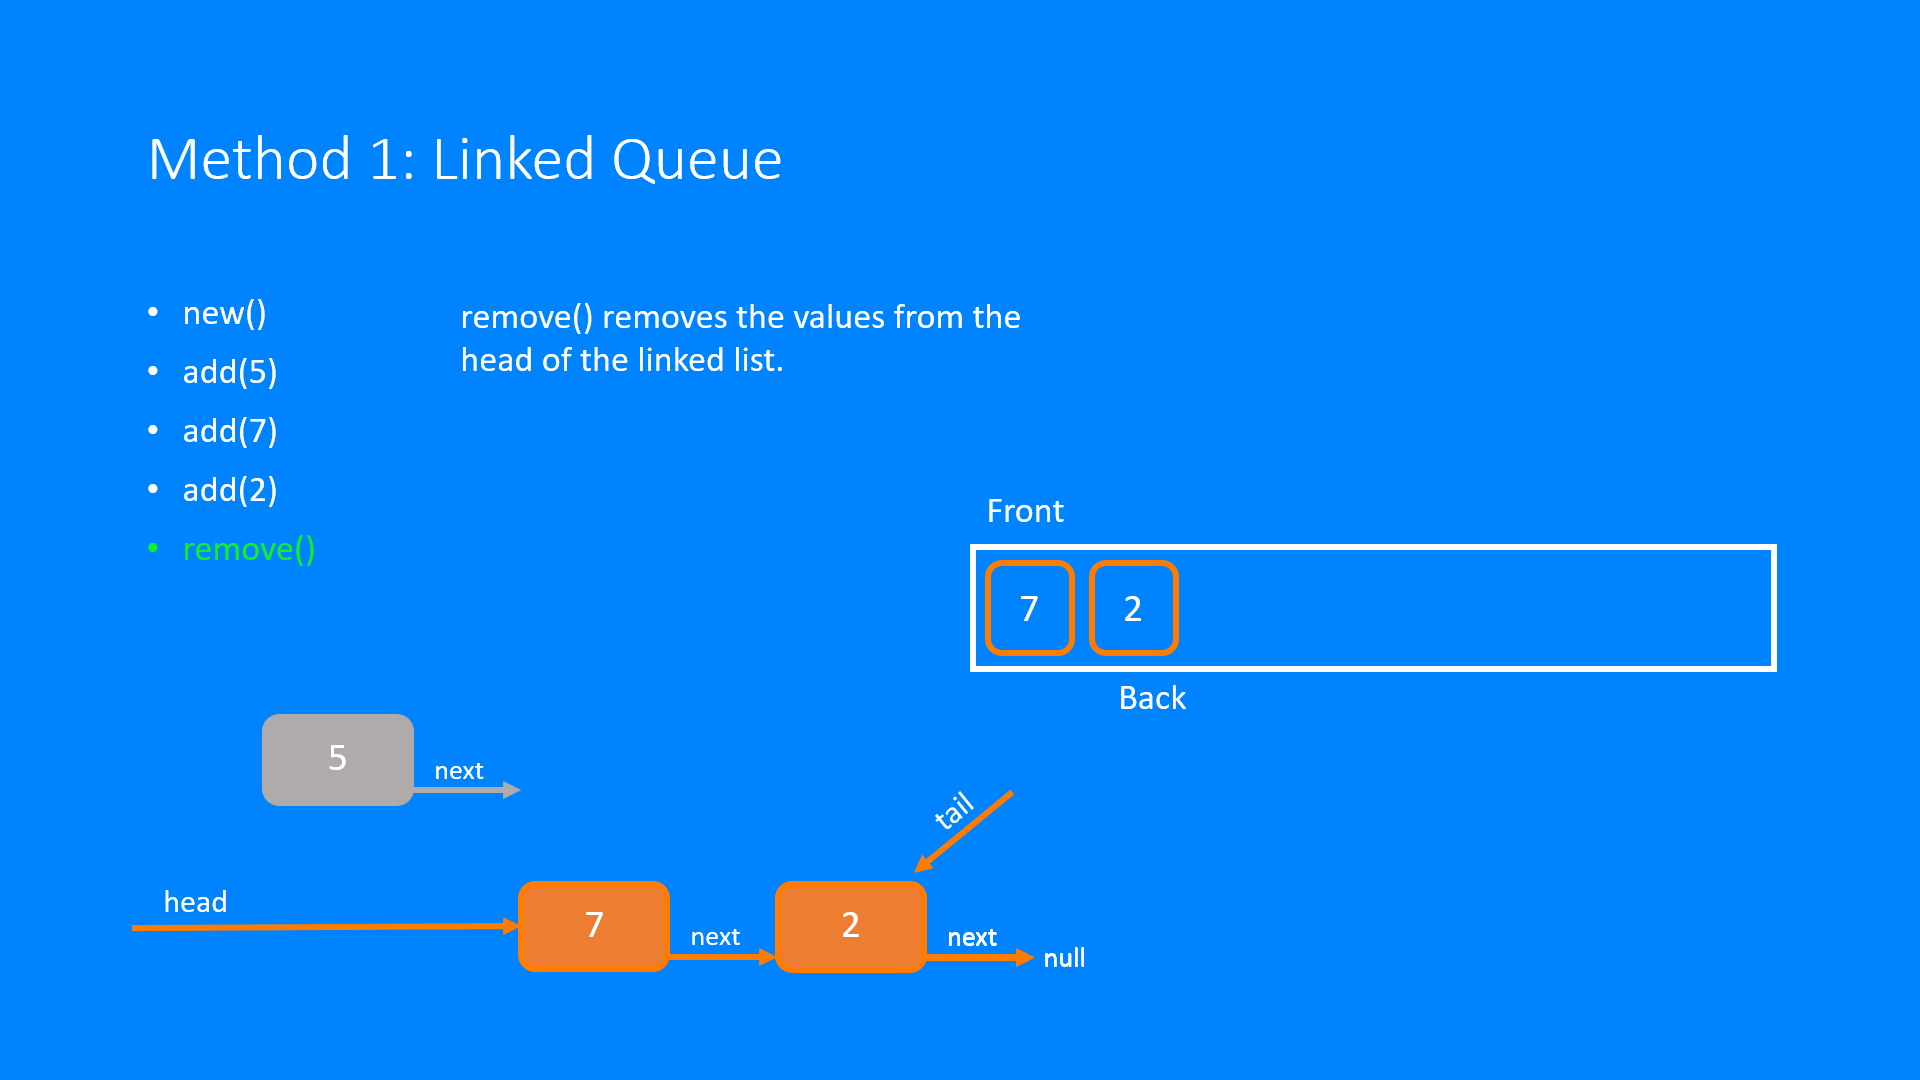 Method 1: Linked Queue
• new()
• add(5)
• add(7)
• add(2)
• remove()
remove() removes the values from the
head of the linked list.
Front
7 2
Back
5
next
tail
head
7
next
2
next
null